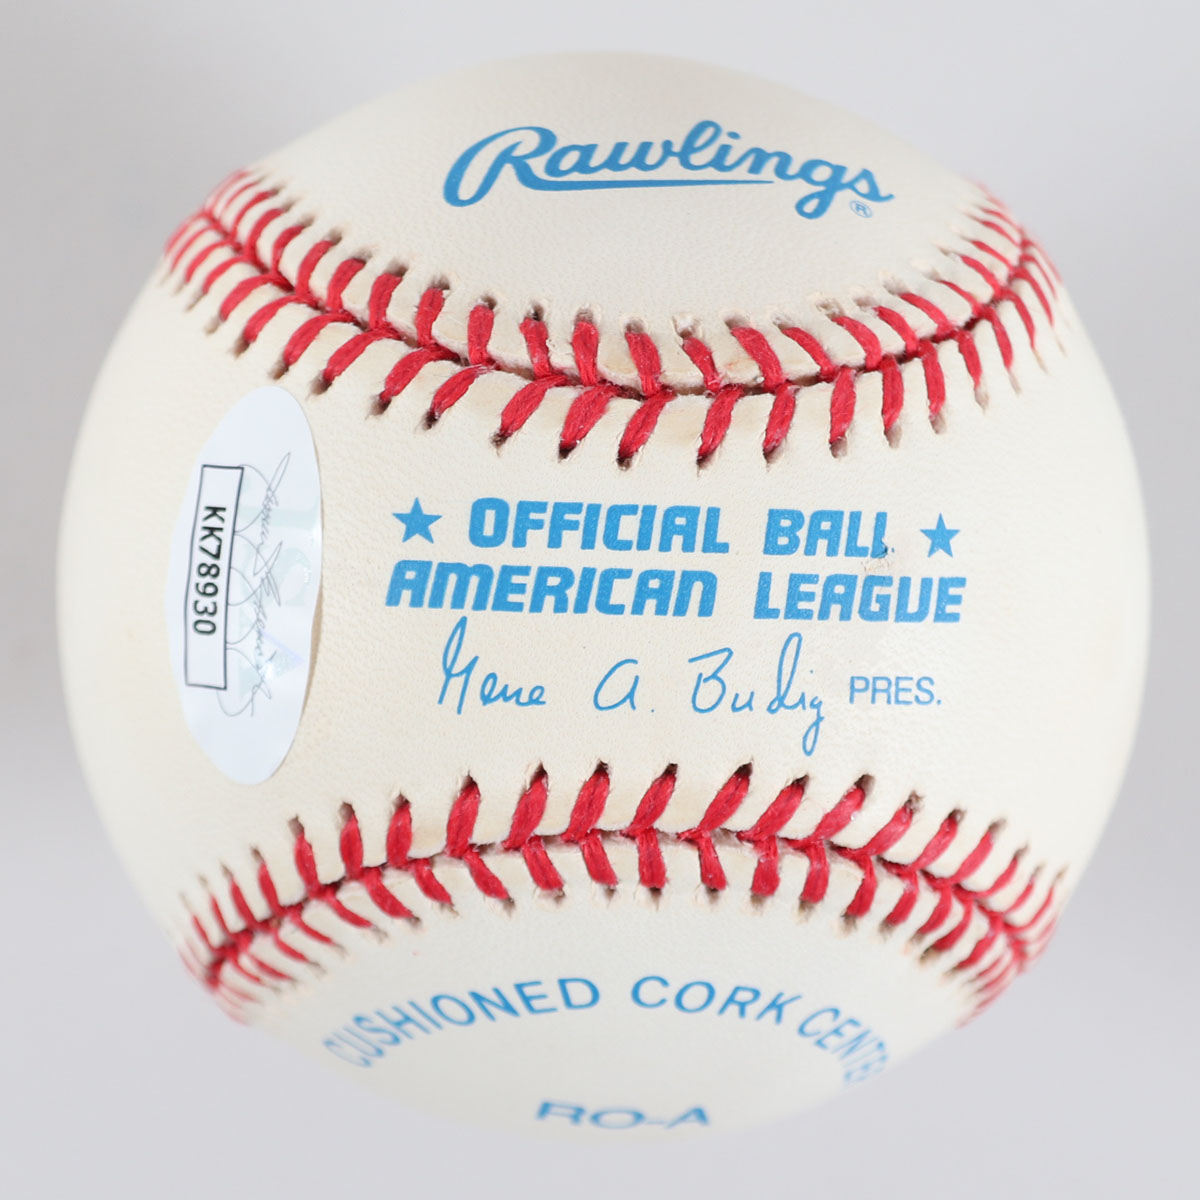 Rawlings®
★ OFFICIAL BALL ★
AMERICAN LEAGUE
Gene A. Budig PRES.
KK78930
CUSHIONED CORK CENTER
RO-A